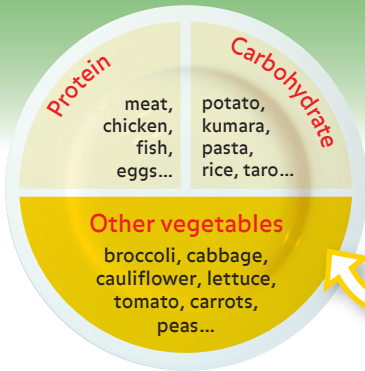 Protein
meat,
chicken,
fish,
eggs...
Carbohydrate
potato,
kumara,
pasta,
rice, taro...
Other vegetables
broccoli, cabbage,
cauliflower, lettuce,
tomato, carrots,
peas...